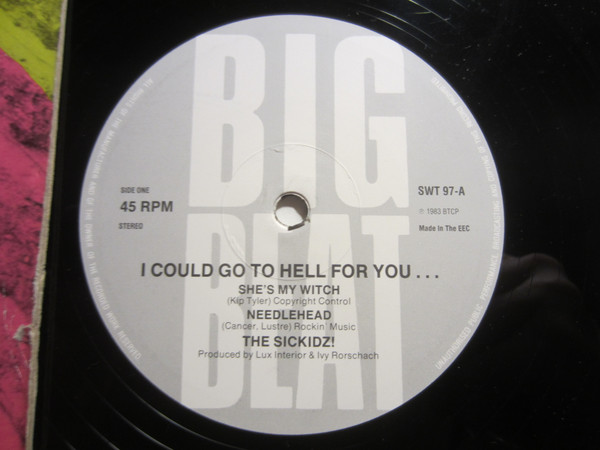 BIG
BEAT
SIDE ONE
45 RPM
STEREO
SWT 97-A
℗ 1983 BTCP
Made In The EEC
I COULD GO TO HELL FOR YOU . . .
SHE'S MY WITCH
(Kip Tyler) Copyright Control
NEEDLEHEAD
(Cancer, Lustre) Rockin' Music
THE SICKIDZ!
Produced by Lux Interior & Ivy Rorschach